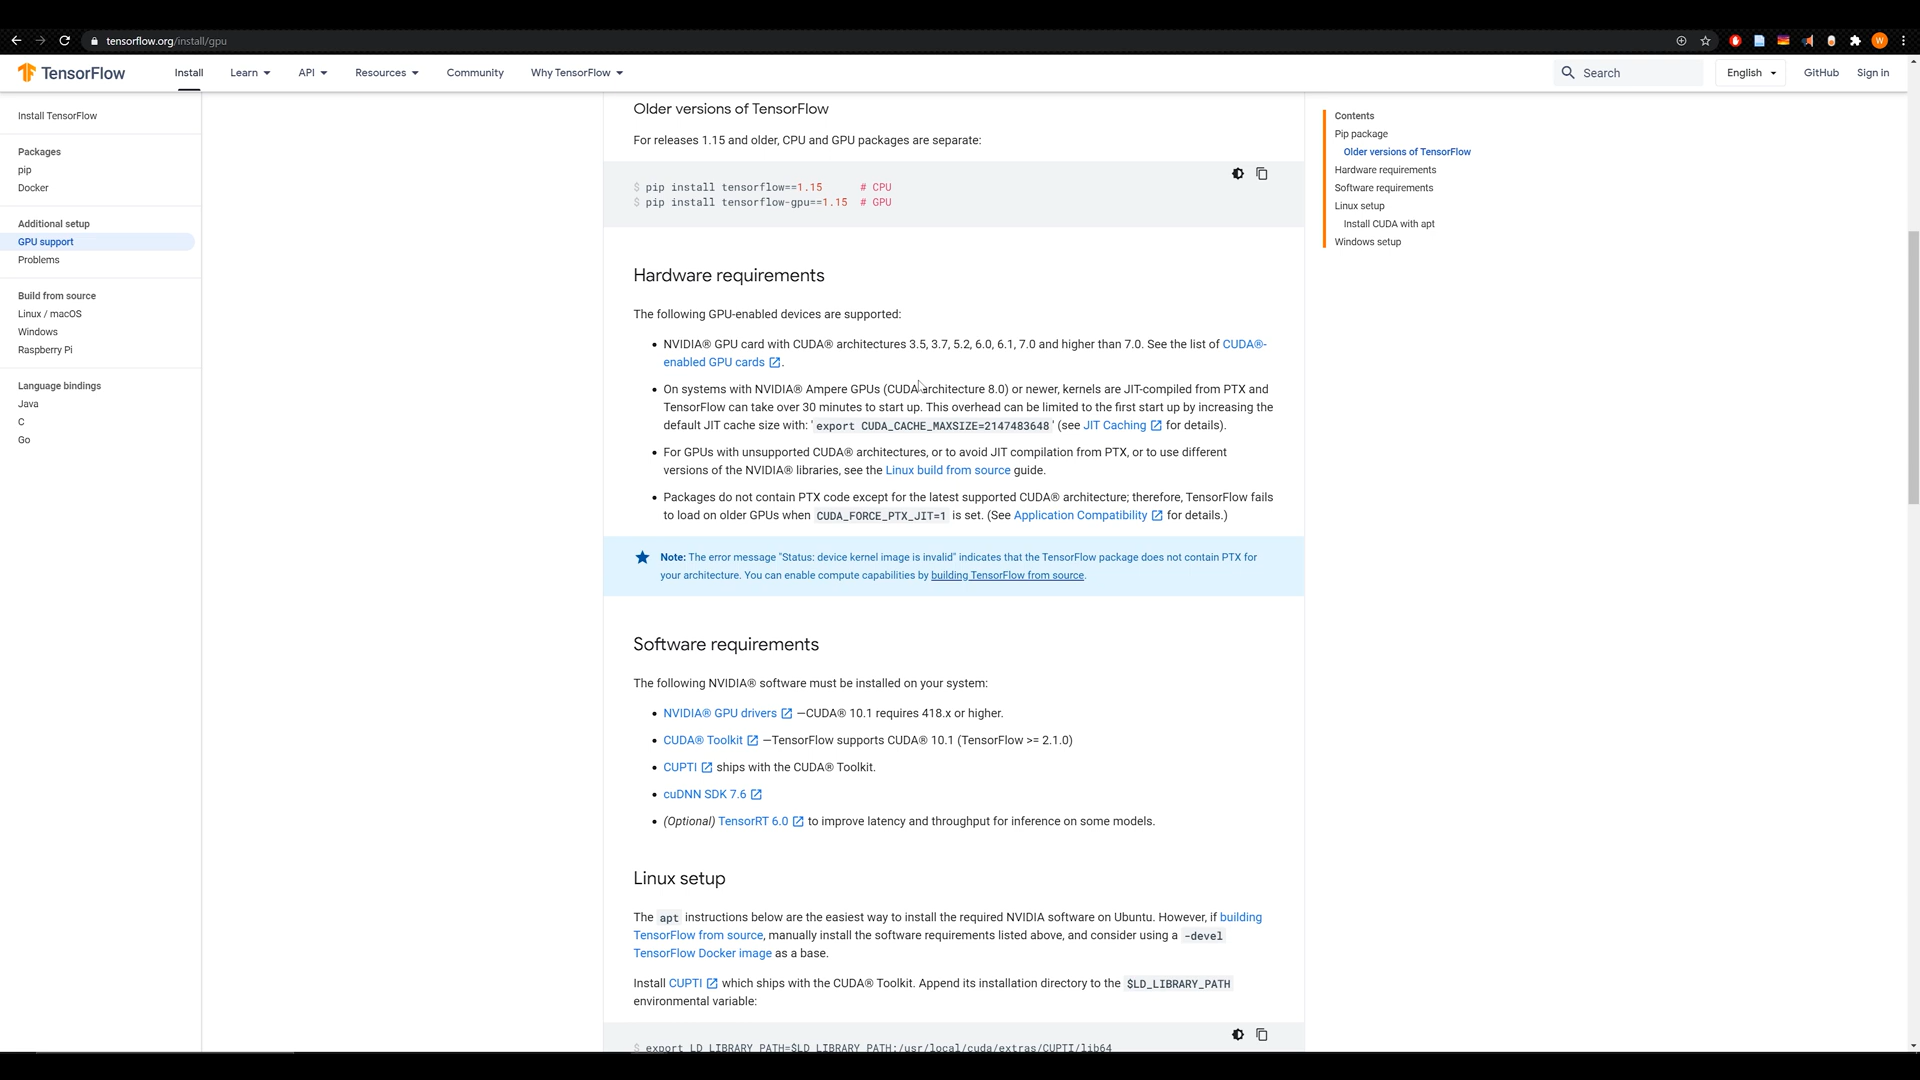 tensorflow.org/install/gpu
W
TensorFlow
Install
Learn
API
Resources
Community
Why TensorFlow
Search
English
GitHub
Sign in
Install TensorFlow
Packages
pip
Docker
Additional setup
GPU support
Problems
Build from source
Linux / macOS
Windows
Raspberry Pi
Language bindings
Java
C
Go
Older versions of TensorFlow
For releases 1.15 and older, CPU and GPU packages are separate:
$ pip install tensorflow==1.15 # CPU
$ pip install tensorflow-gpu==1.15 # GPU
Hardware requirements
The following GPU-enabled devices are supported:
• NVIDIA® GPU card with CUDA® architectures 3.5, 3.7, 5.2, 6.0, 6.1, 7.0 and higher than 7.0. See the list of CUDA®-
enabled GPU cards.
• On systems with NVIDIA® Ampere GPUs (CUDA architecture 8.0) or newer, kernels are JIT-compiled from PTX and
TensorFlow can take over 30 minutes to start up. This overhead can be limited to the first start up by increasing the
default JIT cache size with: 'export CUDA_CACHE_MAXSIZE=2147483648' (see JIT Caching for details).
• For GPUs with unsupported CUDA® architectures, or to avoid JIT compilation from PTX, or to use different
versions of the NVIDIA® libraries, see the Linux build from source guide.
• Packages do not contain PTX code except for the latest supported CUDA® architecture; therefore, TensorFlow fails
to load on older GPUs when CUDA_FORCE_PTX_JIT=1 is set. (See Application Compatibility for details.)
Note: The error message "Status: device kernel image is invalid" indicates that the TensorFlow package does not contain PTX for
your architecture. You can enable compute capabilities by building TensorFlow from source.
Software requirements
The following NVIDIA® software must be installed on your system:
• NVIDIA® GPU drivers —CUDA® 10.1 requires 418.x or higher.
• CUDA® Toolkit —TensorFlow supports CUDA® 10.1 (TensorFlow >= 2.1.0)
• CUPTI ships with the CUDA® Toolkit.
• cuDNN SDK 7.6
• (Optional) TensorRT 6.0 to improve latency and throughput for inference on some models.
Linux setup
The apt instructions below are the easiest way to install the required NVIDIA software on Ubuntu. However, if building
TensorFlow from source, manually install the software requirements listed above, and consider using a -devel
TensorFlow Docker image as a base.
Install CUPTI which ships with the CUDA® Toolkit. Append its installation directory to the $LD_LIBRARY_PATH
environmental variable:
$ export LD_LIBRARY_PATH=$LD_LIBRARY_PATH:/usr/local/cuda/extras/CUPTI/lib64
Contents
Pip package
Older versions of TensorFlow
Hardware requirements
Software requirements
Linux setup
Install CUDA with apt
Windows setup